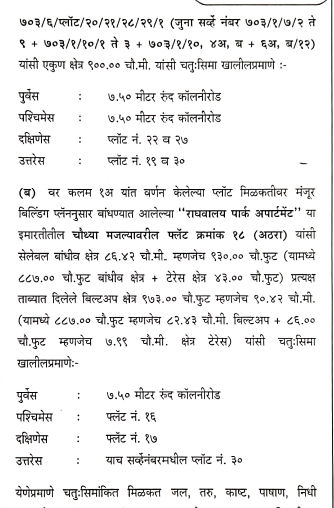 ७०३/६/प्लॉट/२०/२१/२८/२९/१ (जुना सर्व्हे नंबर ७०३/१/७/२ ते
९ + ७०३/१/१०/१ ते ३ + ७०३/१/१०, ४अ, ब + ६अ, ब/१२)
यांसी एकुण क्षेत्र ९००.०० चौ.मी. यांसी चतुःसिमा खालीलप्रमाणे :-
पुर्वेस : ७.५० मीटर रुंद कॉलनीरोड
पश्चिमेस : ७.५० मीटर रुंद कॉलनीरोड
दक्षिणेस : प्लॉट नं. २२ व २७
उत्तरेस : प्लॉट नं. १९ व ३०
(ब) वर कलम १अ यांत वर्णन केलेल्या प्लॉट मिळकतीवर मंजूर
बिल्डिंग प्लॅननुसार बांधण्यात आलेल्या "राघवालय पार्क अपार्टमेंट" या
इमारतीतील चौथ्या मजल्यावरील फ्लॅट क्रमांक १८ (अठरा) यांसी
सेलेबल बांधीव क्षेत्र ८६.४२ चौ.मी. म्हणजेच ९३०.०० चौ.फुट (यामध्ये
८८७.०० चौ.फुट बांधीव क्षेत्र + टेरेस क्षेत्र ४३.०० चौ.फुट) प्रत्यक्ष
ताब्यात दिलेले बिल्टअप क्षेत्र ९७३.०० चौ.फुट म्हणजेच ९०.४२ चौ.मी.
(यामध्ये ८८७.०० चौ.फुट म्हणजेच ८२.४३ चौ.मी. बिल्टअप + ८६.००
चौ.फुट म्हणजेच ७.९९ चौ.मी. क्षेत्र टेरेस) यांसी चतुःसिमा
खालीलप्रमाणेः-
पुर्वेस : ७.५० मीटर रुंद कॉलनीरोड
पश्चिमेस : फ्लॅट नं. १६
दक्षिणेस : फ्लॅट नं. १७
उत्तरेस : याच सर्व्हेनंबरमधील प्लॉट नं. ३०
येणेप्रमाणे चतुःसिमांकित मिळकत जल, तरु, काष्ट, पाषाण, निधी